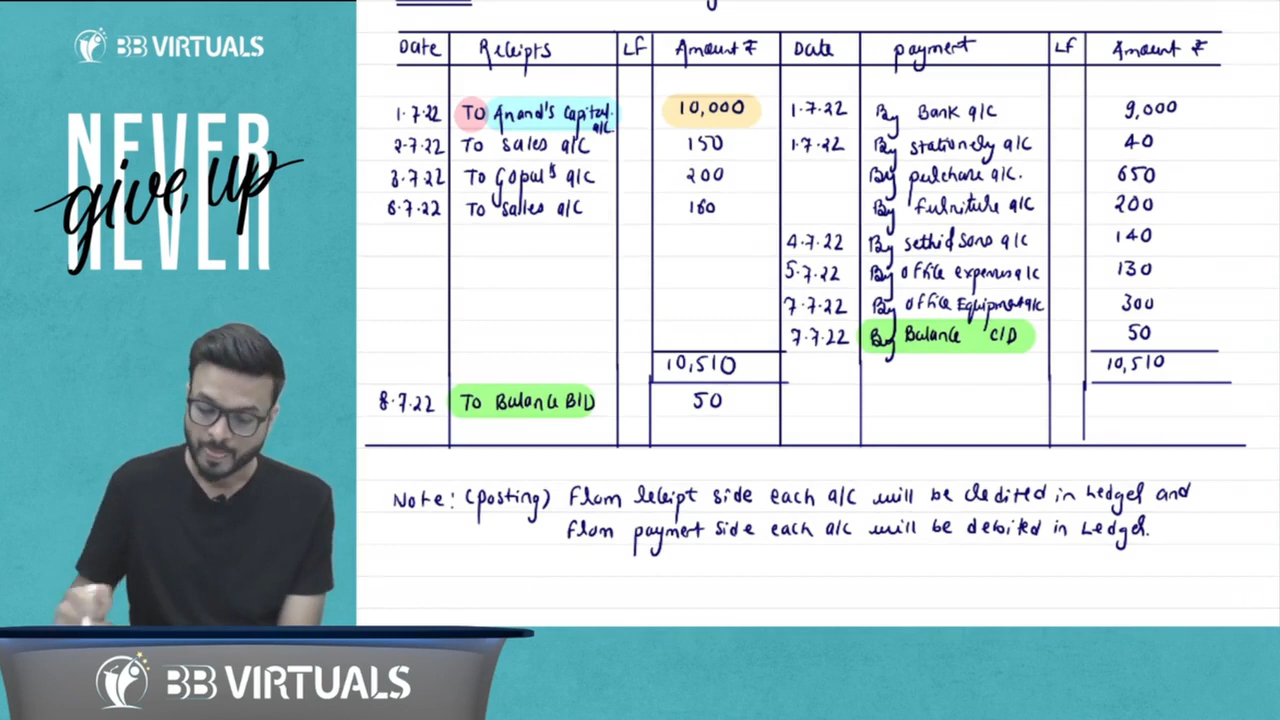 BB VIRTUALS
NEVER
give up
NEVER
Date Receipts LF Amount ₹ Date payment LF Amount ₹
1.7.22 To Anand's Capital a/c 10,000 1.7.22 By Bank a/c 9,000
2.7.22 To Sales a/c 150 1.7.22 By stationery a/c 40
3.7.22 To Gopal's a/c 200 By purchase a/c. 650
6.7.22 To Sales a/c 160 By furniture a/c 200
4.7.22 By sethi & sons a/c 140
5.7.22 By office expenses a/c 130
7.7.22 By office Equipment a/c 300
7.7.22 By Balance C/D 50
10,510 10,510
8.7.22 To Balance B/D 50
Note: (posting) From receipt side each a/c will be credited in Ledger and
from payment side each a/c will be debited in Ledger.
BB VIRTUALS